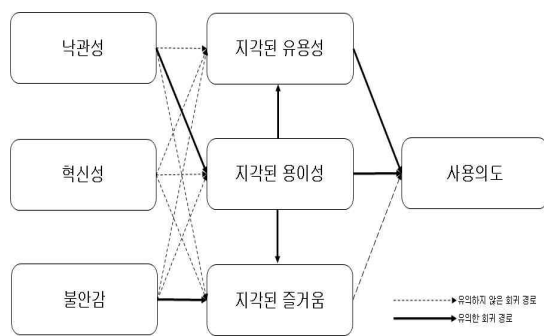 낙관성
지각된 유용성
혁신성
지각된 용이성
사용의도
불안감
지각된 즐거움
유익하지 않은 회귀 경로
유익한 회귀 경로